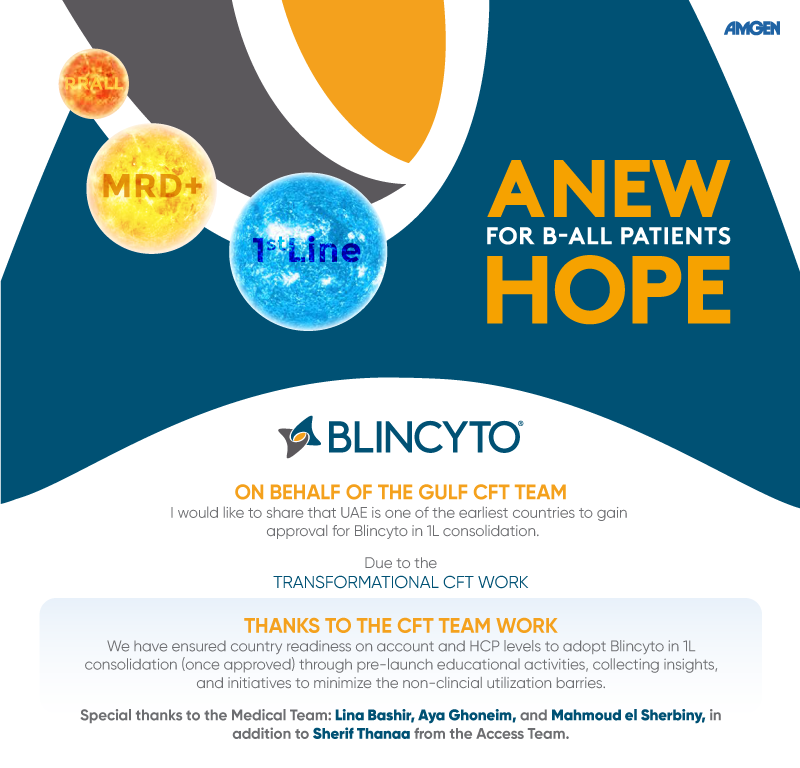 AMGEN
RRALL
MRD+
1st Line
A NEW
FOR B-ALL PATIENTS
HOPE
BLINCYTO®
ON BEHALF OF THE GULF CFT TEAM
I would like to share that UAE is one of the earliest countries to gain
approval for Blincyto in 1L consolidation.
Due to the
TRANSFORMATIONAL CFT WORK
THANKS TO THE CFT TEAM WORK
We have ensured country readiness on account and HCP levels to adopt Blincyto in 1L
consolidation (once approved) through pre-launch educational activities, collecting insights,
and initiatives to minimize the non-clincial utilization barries.
Special thanks to the Medical Team: Lina Bashir, Aya Ghoneim, and Mahmoud el Sherbiny, in
addition to Sherif Thanaa from the Access Team.